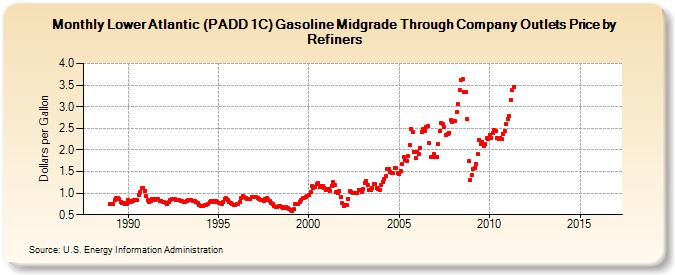 Monthly Lower Atlantic (PADD 1C) Gasoline Midgrade Through Company Outlets Price by
Refiners
Dollars per Gallon
4.0
3.5
3.0
2.5
2.0
1.5
1.0
0.5
1990 1995 2000 2005 2010 2015
Source: U.S. Energy Information Administration